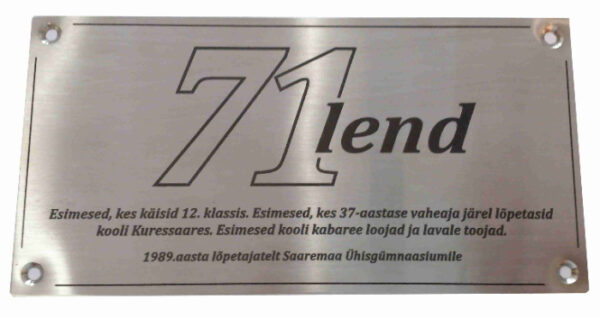 71 lend
Esimesed, kes käisid 12. klassis. Esimesed, kes 37-aastase vaheaja järel lõpetasid
kooli Kuressaares. Esimesed kooli kabaree loojad ja lavale toojad.
1989.aasta lõpetajatelt Saaremaa Ühisgümnaasiumile